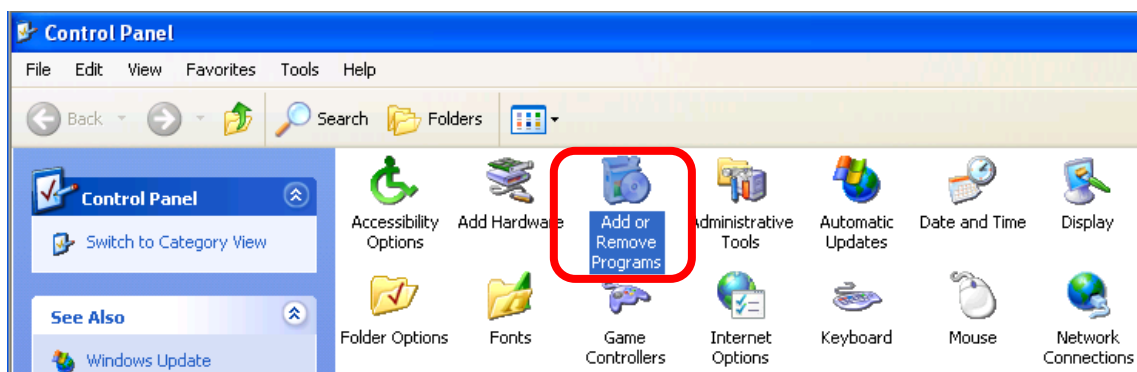 Control Panel
File Edit View Favorites Tools Help
Back Search Folders
Control Panel
Switch to Category View
See Also
Windows Update
Accessibility Options
Add Hardware
Add or Remove Programs
Administrative Tools
Automatic Updates
Date and Time
Display
Folder Options
Fonts
Game Controllers
Internet Options
Keyboard
Mouse
Network Connections